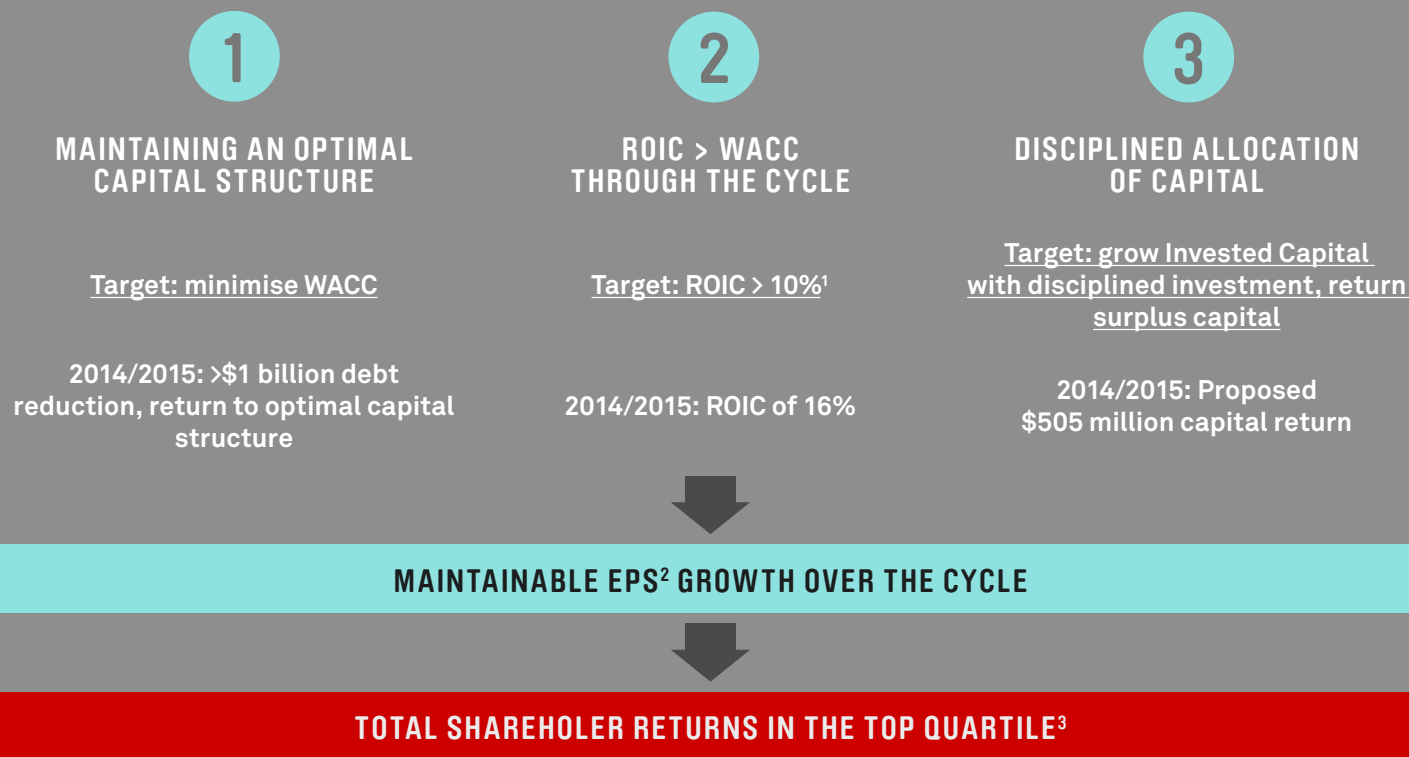 1
MAINTAINING AN OPTIMAL
CAPITAL STRUCTURE
Target: minimise WACC
2014/2015: >$1 billion debt
reduction, return to optimal capital
structure
2
ROIC > WACC
THROUGH THE CYCLE
Target: ROIC > 10%¹
2014/2015: ROIC of 16%
3
DISCIPLINED ALLOCATION
OF CAPITAL
Target: grow Invested Capital
with disciplined investment, return
surplus capital
2014/2015: Proposed
$505 million capital return
MAINTAINABLE EPS² GROWTH OVER THE CYCLE
TOTAL SHAREHOLER RETURNS IN THE TOP QUARTILE³